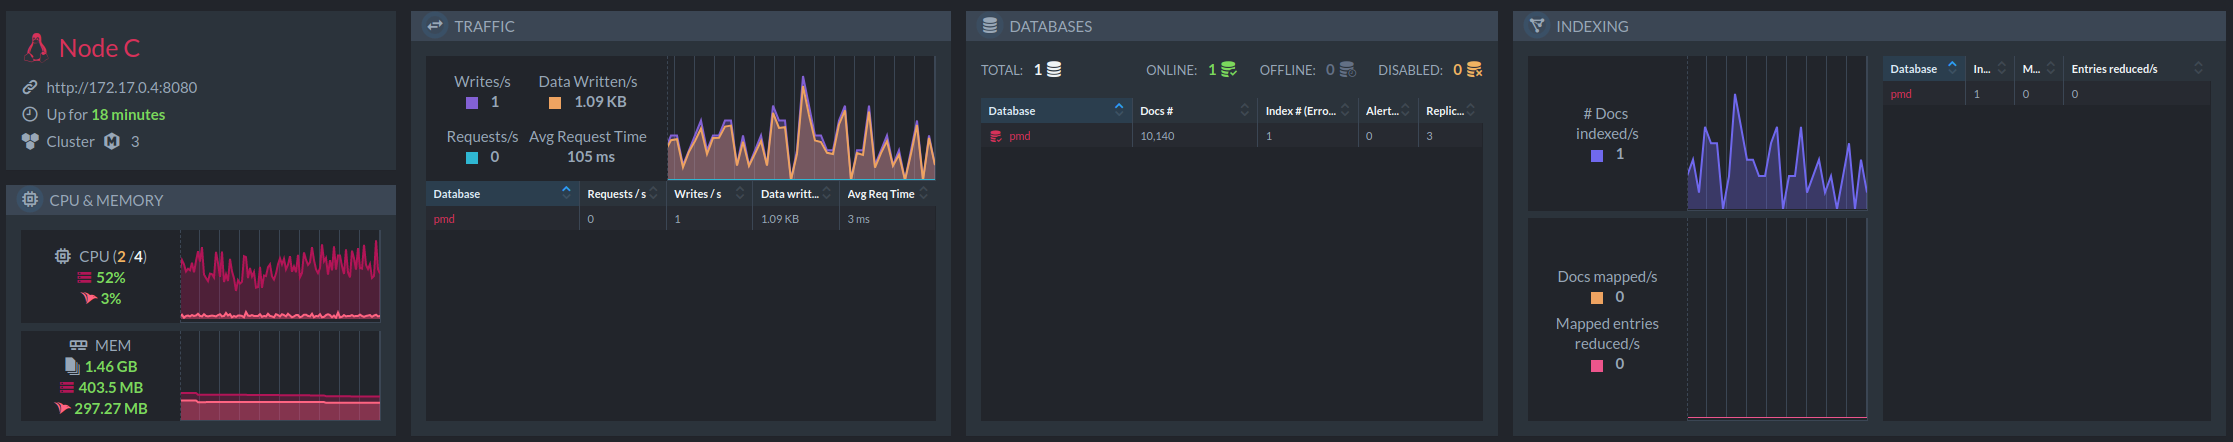 Node C
http://172.17.0.4:8080
Up for 18 minutes
Cluster 3
CPU & MEMORY
CPU (2 /4)
52%
3%
MEM
1.46 GB
403.5 MB
297.27 MB
TRAFFIC
Writes/s Data Written/s
1 1.09 KB
Requests/s Avg Request Time
0 105 ms
Database Requests / s Writes / s Data writt... Avg Req Time
pmd 0 1 1.09 KB 3 ms
DATABASES
TOTAL: 1 ONLINE: 1 OFFLINE: 0 DISABLED: 0
Database Docs # Index # (Erro... Alert... Replic...
pmd 10,140 1 0 3
INDEXING
# Docs
indexed/s
1
Docs mapped/s
0
Mapped entries
reduced/s
0
Database In... M... Entries reduced/s
pmd 1 0 0